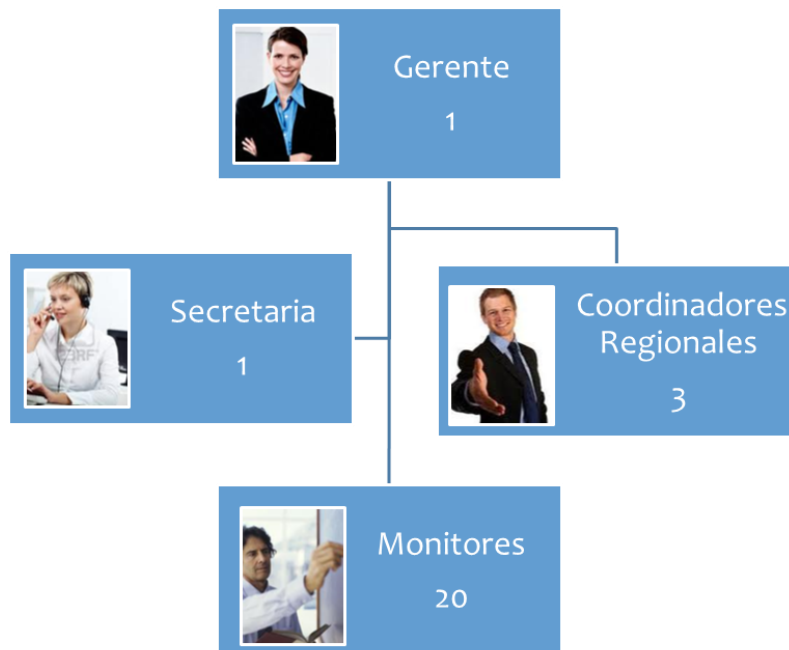 Gerente
1
Secretaria
1
Coordinadores
Regionales
3
Monitores
20